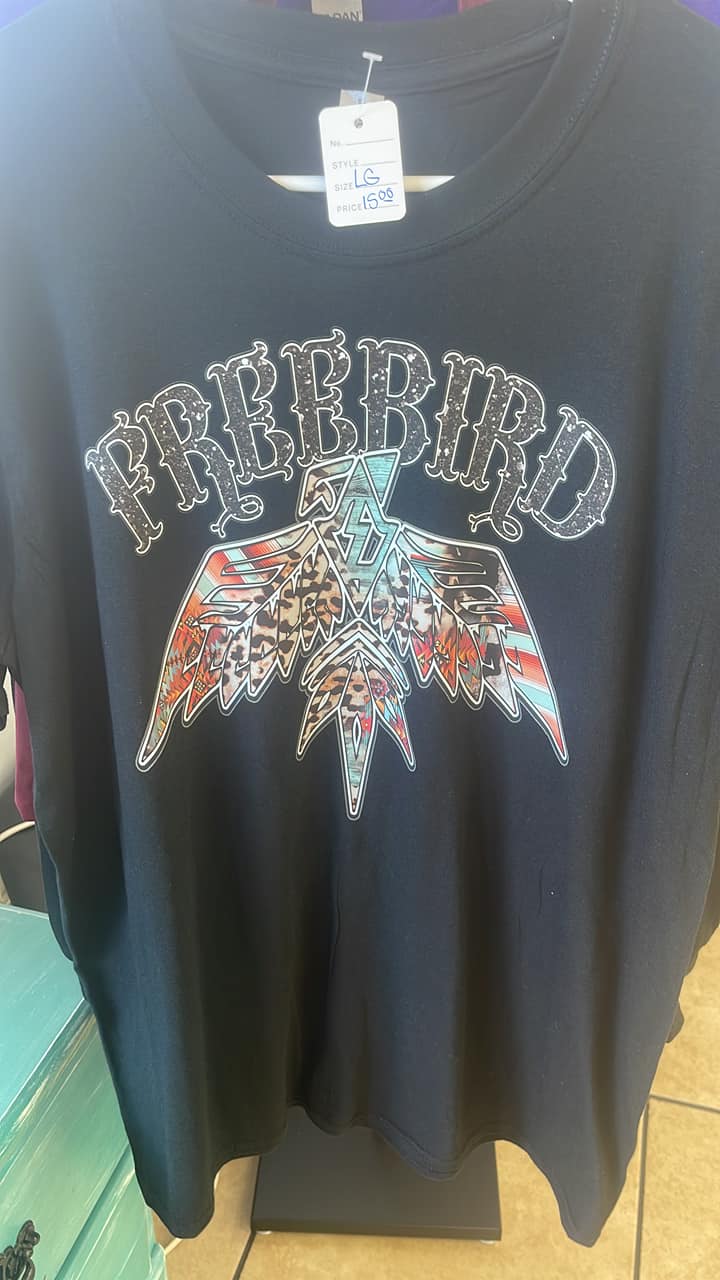 No.
STYLE
SIZE LG
PRICE 15.00
FREEBIRD